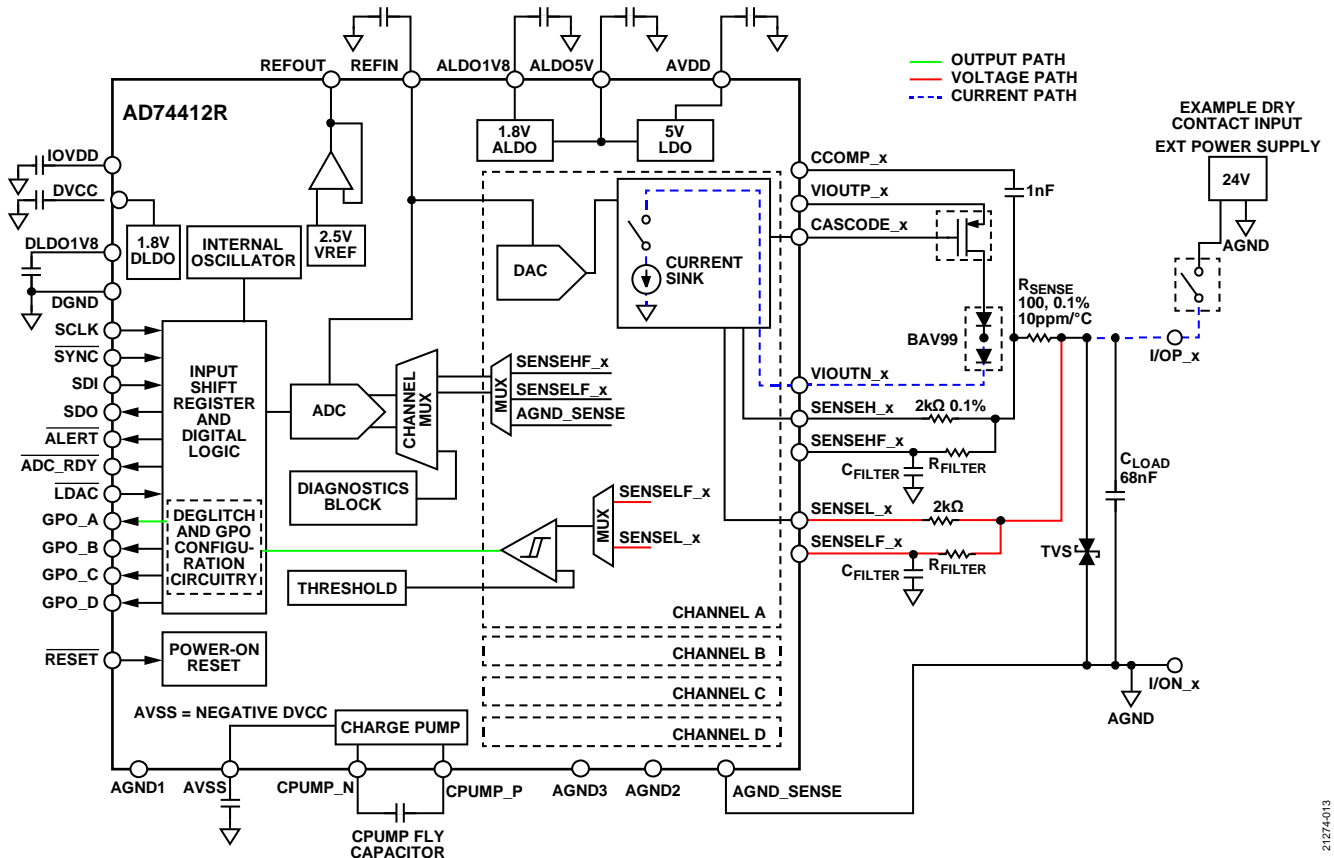 REFOUT
REFIN
ALDO1V8
ALDO5V
AVDD
OUTPUT PATH
VOLTAGE PATH
CURRENT PATH
EXAMPLE DRY
CONTACT INPUT
EXT POWER SUPPLY
24V
AGND
AD74412R
IOVDD
DVCC
DLDO1V8
DGND
SCLK
SYNC
SDI
SDO
ALERT
ADC_RDY
LDAC
GPO_A
GPO_B
GPO_C
GPO_D
RESET
1.8V
DLDO
INTERNAL
OSCILLATOR
2.5V
VREF
1.8V
ALDO
5V
LDO
INPUT
SHIFT
REGISTER
AND
DIGITAL
LOGIC
DEGLITCH
AND GPO
CONFIGU-
RATION
CIRCUITRY
ADC
CHANNEL
MUX
DIAGNOSTICS
BLOCK
THRESHOLD
POWER-ON
RESET
DAC
CURRENT
SINK
MUX
SENSEHF_x
SENSELF_x
AGND_SENSE
MUX
SENSELF_x
SENSEL_x
CHANNEL A
CHANNEL B
CHANNEL C
CHANNEL D
CCOMP_x
VIOUTP_x
CASCODE_x
VIOUTN_x
SENSEH_x
SENSEHF_x
SENSEL_x
SENSELF_x
1nF
BAV99
RSENSE
100, 0.1%
10ppm/°C
I/OP_x
2kΩ 0.1%
CFILTER
RFILTER
2kΩ
CFILTER
RFILTER
TVS
CLOAD
68nF
I/ON_x
AGND
AVSS = NEGATIVE DVCC
CHARGE PUMP
AGND1
AVSS
CPUMP_N
CPUMP_P
AGND3
AGND2
AGND_SENSE
CPUMP FLY
CAPACITOR
21274-013